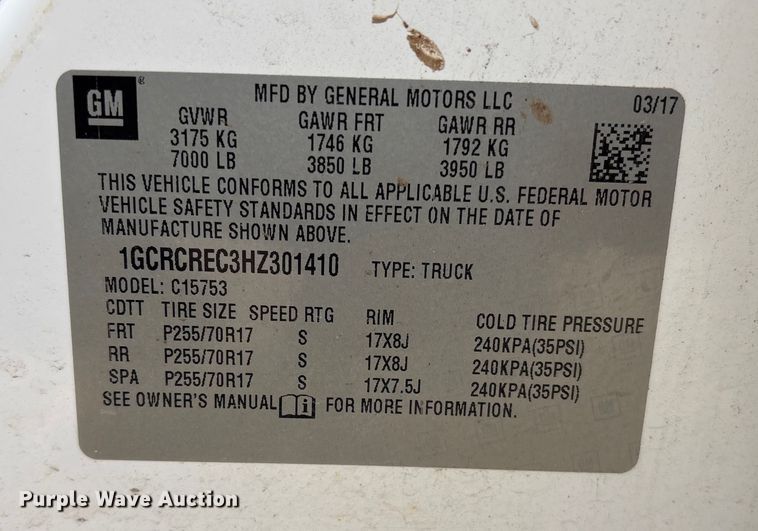 GM ®
MFD BY GENERAL MOTORS LLC 03/17
GVWR GAWR FRT GAWR RR
3175 KG 1746 KG 1792 KG
7000 LB 3850 LB 3950 LB
THIS VEHICLE CONFORMS TO ALL APPLICABLE U.S. FEDERAL MOTOR
VEHICLE SAFETY STANDARDS IN EFFECT ON THE DATE OF
MANUFACTURE SHOWN ABOVE.
1GCRCREC3HZ301410 TYPE: TRUCK
MODEL: C15753
CDTT TIRE SIZE SPEED RTG RIM COLD TIRE PRESSURE
FRT P255/70R17 S 17X8J 240KPA(35PSI)
RR P255/70R17 S 17X8J 240KPA(35PSI)
SPA P255/70R17 S 17X7.5J 240KPA(35PSI)
SEE OWNER'S MANUAL i FOR MORE INFORMATION.
Purple Wave Auction